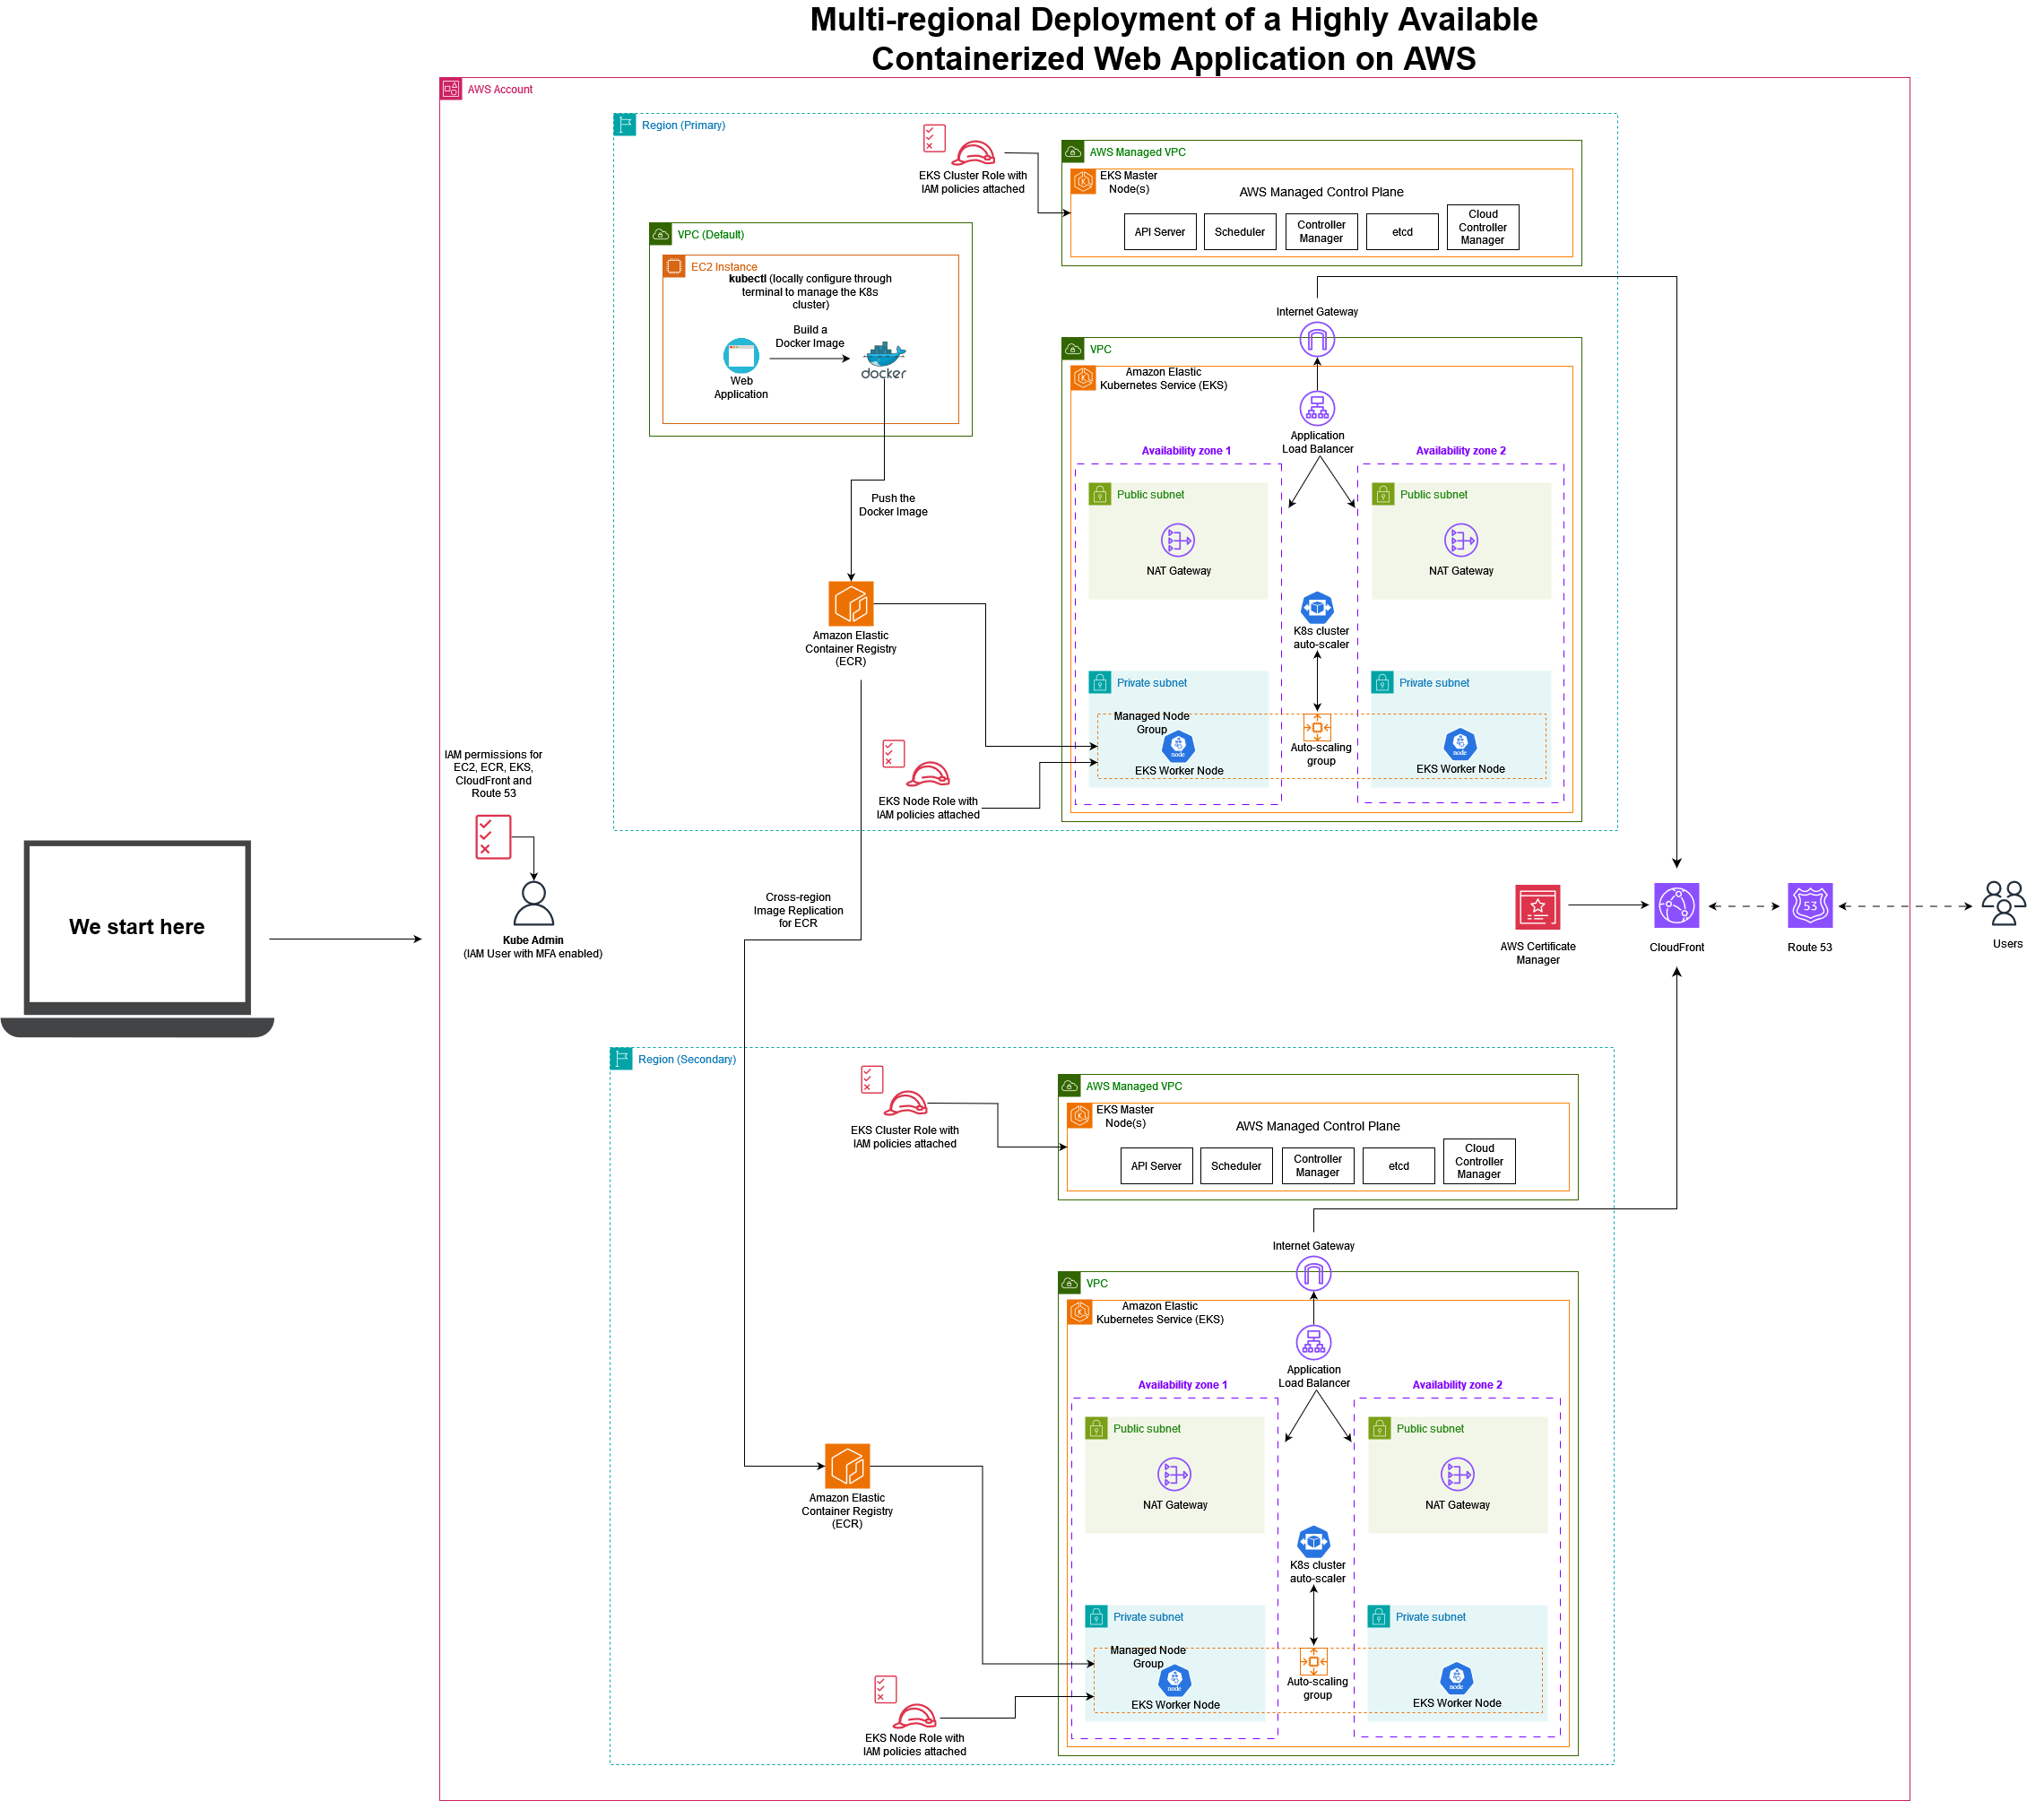 Multi-regional Deployment of a Highly Available
Containerized Web Application on AWS
AWS Account
Region (Primary)
EKS Cluster Role with
IAM policies attached
AWS Managed VPC
EKS Master
Node(s)
AWS Managed Control Plane
API Server
Scheduler
Controller
Manager
etcd
Cloud
Controller
Manager
VPC (Default)
EC2 Instance
kubectl (locally configure through
terminal to manage the K8s
cluster)
Build a
Docker Image
Web
Application
docker
Push the
Docker Image
Internet Gateway
VPC
Amazon Elastic
Kubernetes Service (EKS)
Application
Load Balancer
Availability zone 1
Availability zone 2
Public subnet
Public subnet
NAT Gateway
NAT Gateway
Amazon Elastic
Container Registry
(ECR)
K8s cluster
auto-scaler
Private subnet
Private subnet
Managed Node
Group
node
EKS Worker Node
Auto-scaling
group
node
EKS Worker Node
EKS Node Role with
IAM policies attached
IAM permissions for
EC2, ECR, EKS,
CloudFront and
Route 53
We start here
Kube Admin
(IAM User with MFA enabled)
Cross-region
Image Replication
for ECR
AWS Certificate
Manager
CloudFront
53
Route 53
Users
Region (Secondary)
EKS Cluster Role with
IAM policies attached
AWS Managed VPC
EKS Master
Node(s)
AWS Managed Control Plane
API Server
Scheduler
Controller
Manager
etcd
Cloud
Controller
Manager
Internet Gateway
VPC
Amazon Elastic
Kubernetes Service (EKS)
Application
Load Balancer
Availability zone 1
Availability zone 2
Public subnet
Public subnet
NAT Gateway
NAT Gateway
Amazon Elastic
Container Registry
(ECR)
K8s cluster
auto-scaler
Private subnet
Private subnet
Managed Node
Group
node
EKS Worker Node
Auto-scaling
group
node
EKS Worker Node
EKS Node Role with
IAM policies attached